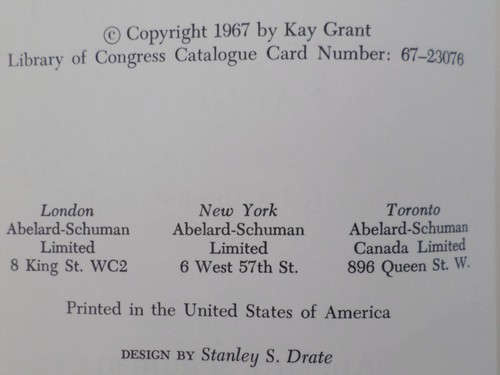 © Copyright 1967 by Kay Grant
Library of Congress Catalogue Card Number: 67–23076
London
Abelard-Schuman
Limited
8 King St. WC2
New York
Abelard-Schuman
Limited
6 West 57th St.
Toronto
Abelard-Schuman
Canada Limited
896 Queen St. W.
Printed in the United States of America
DESIGN BY Stanley S. Drate